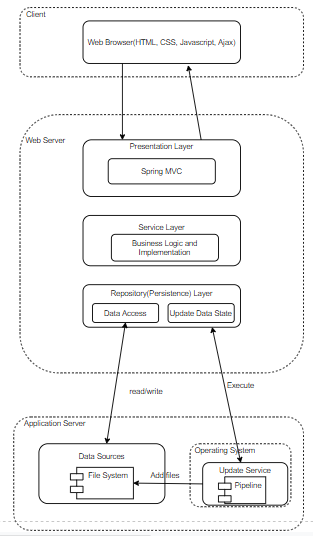 Client
Web Browser(HTML, CSS, Javascript, Ajax)
Web Server
Presentation Layer
Spring MVC
Service Layer
Business Logic and
Implementation
Repository(Persistence) Layer
Data Access
Update Data State
read/write
Execute
Application Server
Operating System
Data Sources
File System
Add files
Update Service
Pipeline